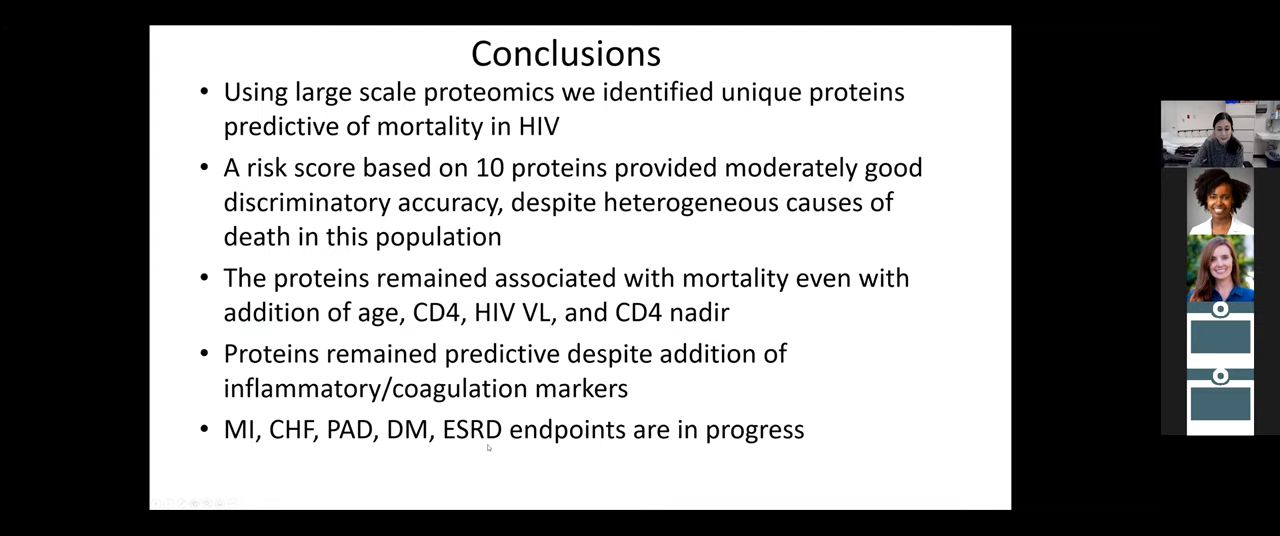 Conclusions
• Using large scale proteomics we identified unique proteins
predictive of mortality in HIV
• A risk score based on 10 proteins provided moderately good
discriminatory accuracy, despite heterogeneous causes of
death in this population
• The proteins remained associated with mortality even with
addition of age, CD4, HIV VL, and CD4 nadir
• Proteins remained predictive despite addition of
inflammatory/coagulation markers
• MI, CHF, PAD, DM, ESRD endpoints are in progress